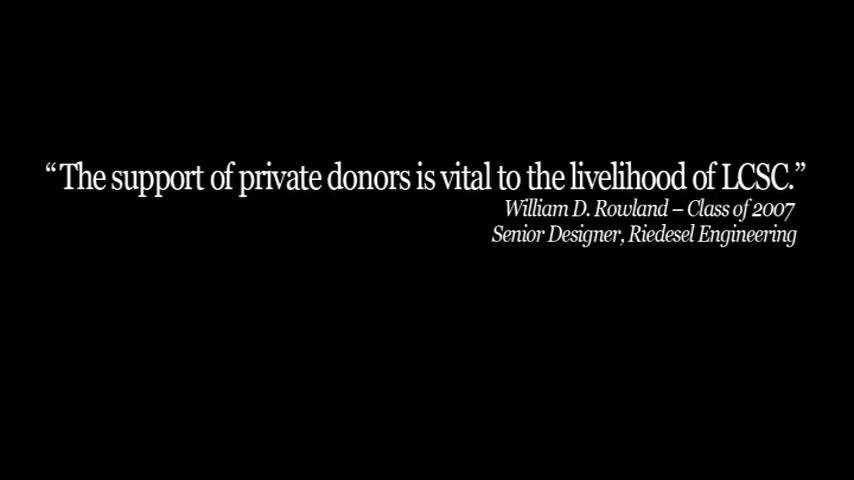 “The support of private donors is vital to the livelihood of LCSC.”
William D. Rowland – Class of 2007
Senior Designer, Riedesel Engineering